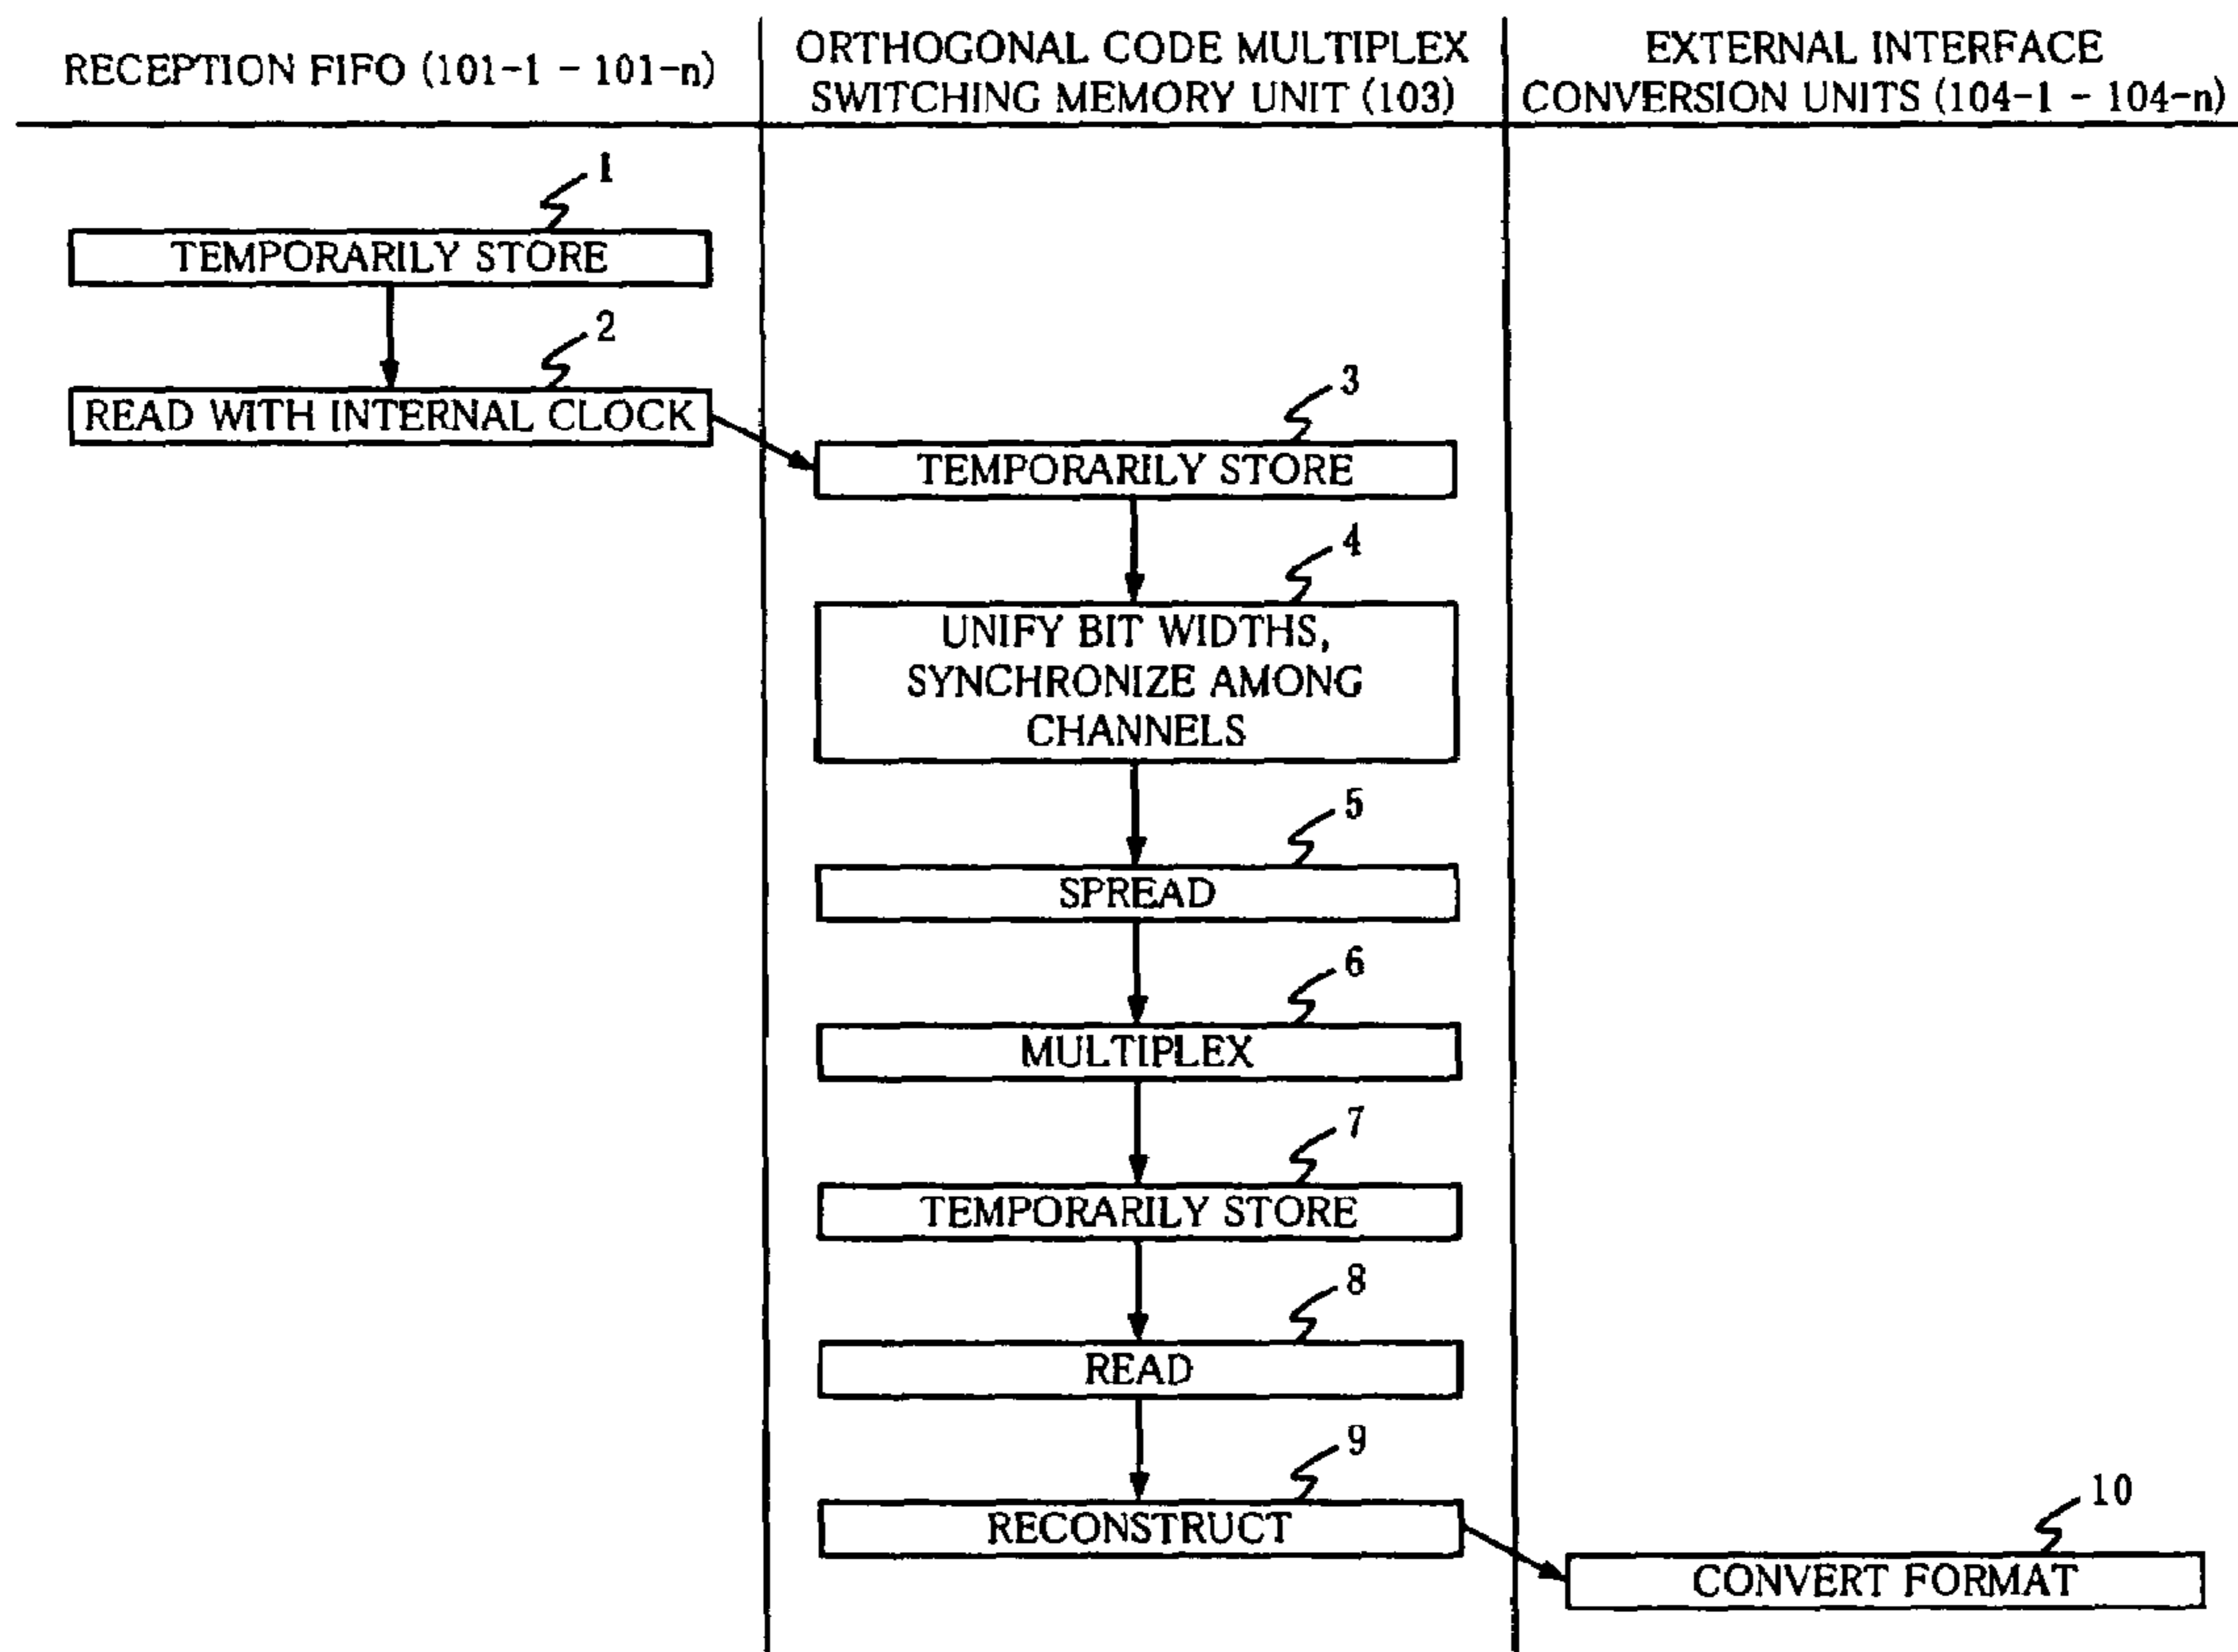 RECEPTION FIFO (101-1 - 101-n)
ORTHOGONAL CODE MULTIPLEX
SWITCHING MEMORY UNIT (103)
EXTERNAL INTERFACE
CONVERSION UNITS (104-1 - 104-n)
1
TEMPORARILY STORE
2
READ WITH INTERNAL CLOCK
3
TEMPORARILY STORE
4
UNIFY BIT WIDTHS,
SYNCHRONIZE AMONG
CHANNELS
5
SPREAD
6
MULTIPLEX
7
TEMPORARILY STORE
8
READ
9
RECONSTRUCT
10
CONVERT FORMAT